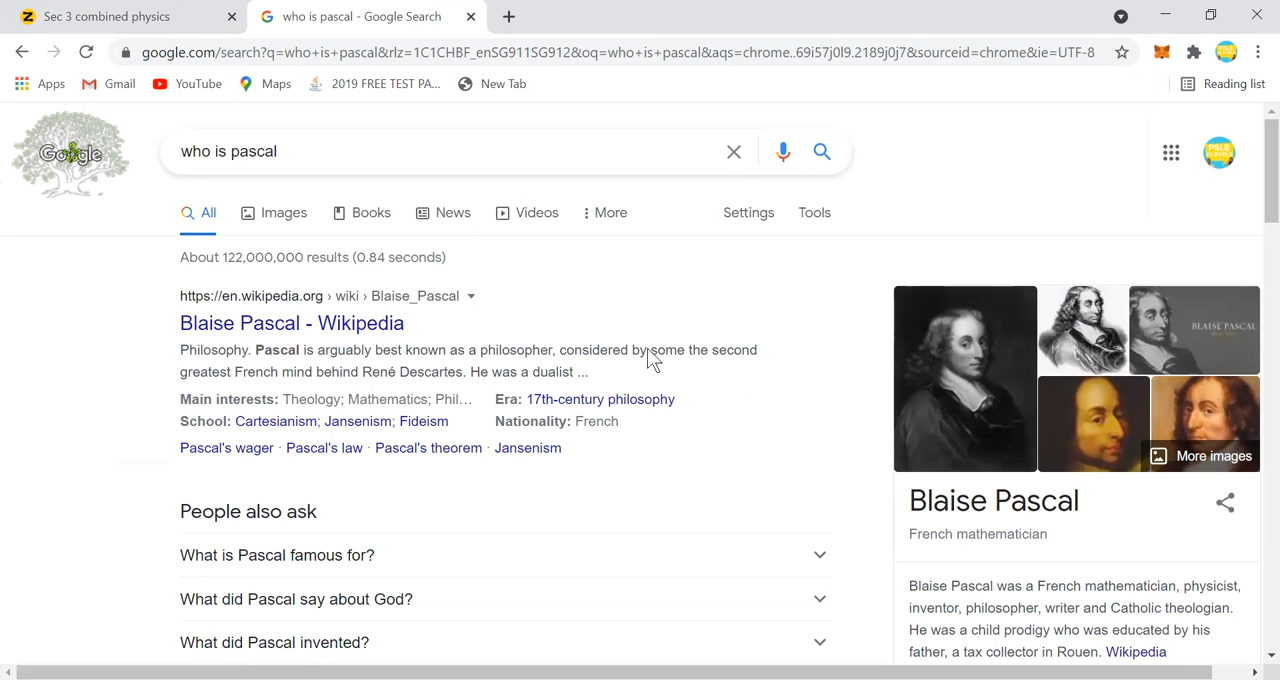 Sec 3 combined physics
who is pascal - Google Search
google.com/search?q=who+is+pascal&rlz=1C1CHBF_enSG911SG912&oq=who+is+pascal&aqs=chrome..69i57j0l9.2189j0j7&sourceid=chrome&ie=UTF-8
Apps
Gmail
YouTube
Maps
2019 FREE TEST PA...
New Tab
Reading list
Google
who is pascal
All
Images
Books
News
Videos
More
Settings
Tools
About 122,000,000 results (0.84 seconds)
https://en.wikipedia.org › wiki › Blaise_Pascal
Blaise Pascal - Wikipedia
Philosophy. Pascal is arguably best known as a philosopher, considered by some the second
greatest French mind behind René Descartes. He was a dualist ...
Main interests: Theology; Mathematics; Phil...
Era: 17th-century philosophy
School: Cartesianism; Jansenism; Fideism
Nationality: French
Pascal's wager · Pascal's law · Pascal's theorem · Jansenism
People also ask
What is Pascal famous for?
What did Pascal say about God?
What did Pascal invented?
BLAISE PASCAL
More images
Blaise Pascal
French mathematician
Blaise Pascal was a French mathematician, physicist,
inventor, philosopher, writer and Catholic theologian.
He was a child prodigy who was educated by his
father, a tax collector in Rouen. Wikipedia